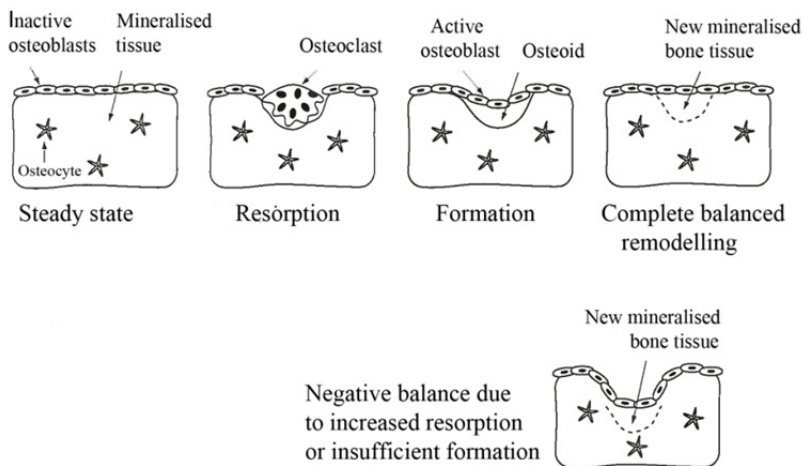 Inactive
osteoblasts
Mineralised
tissue
Osteocyte
Steady state
Osteoclast
Resorption
Active
osteoblast
Osteoid
Formation
New mineralised
bone tissue
Complete balanced
remodelling
New mineralised
bone tissue
Negative balance due
to increased resorption
or insufficient formation